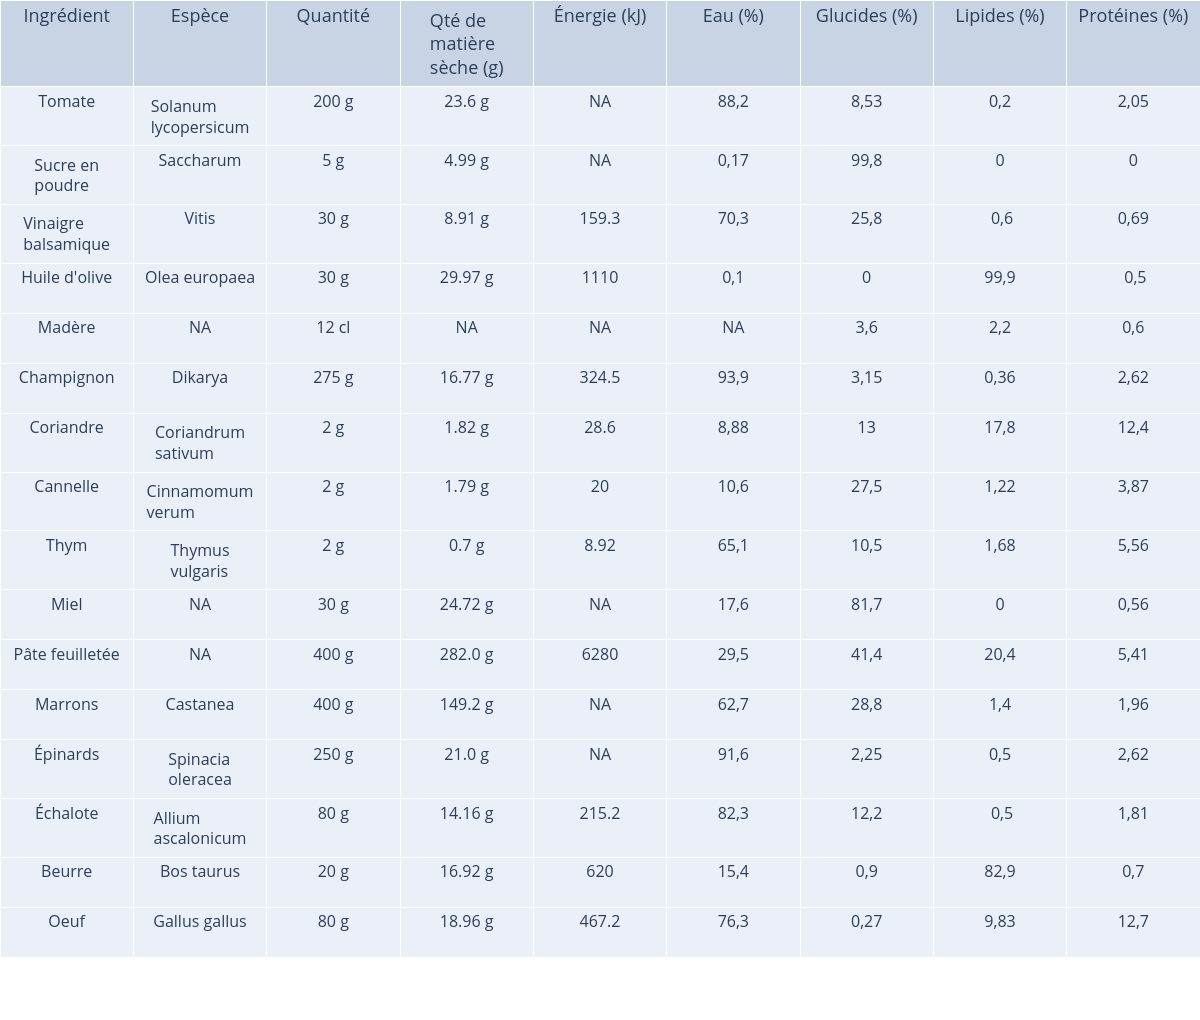 Ingrédient Espèce Quantité Qté de matière sèche (g) Énergie (kJ) Eau (%) Glucides (%) Lipides (%) Protéines (%)
Tomate Solanum lycopersicum 200 g 23.6 g NA 88,2 8,53 0,2 2,05
Sucre en poudre Saccharum 5 g 4.99 g NA 0,17 99,8 0 0
Vinaigre balsamique Vitis 30 g 8.91 g 159.3 70,3 25,8 0,6 0,69
Huile d'olive Olea europaea 30 g 29.97 g 1110 0,1 0 99,9 0,5
Madère NA 12 cl NA NA NA 3,6 2,2 0,6
Champignon Dikarya 275 g 16.77 g 324.5 93,9 3,15 0,36 2,62
Coriandre Coriandrum sativum 2 g 1.82 g 28.6 8,88 13 17,8 12,4
Cannelle Cinnamomum verum 2 g 1.79 g 20 10,6 27,5 1,22 3,87
Thym Thymus vulgaris 2 g 0.7 g 8.92 65,1 10,5 1,68 5,56
Miel NA 30 g 24.72 g NA 17,6 81,7 0 0,56
Pâte feuilletée NA 400 g 282.0 g 6280 29,5 41,4 20,4 5,41
Marrons Castanea 400 g 149.2 g NA 62,7 28,8 1,4 1,96
Épinards Spinacia oleracea 250 g 21.0 g NA 91,6 2,25 0,5 2,62
Échalote Allium ascalonicum 80 g 14.16 g 215.2 82,3 12,2 0,5 1,81
Beurre Bos taurus 20 g 16.92 g 620 15,4 0,9 82,9 0,7
Oeuf Gallus gallus 80 g 18.96 g 467.2 76,3 0,27 9,83 12,7